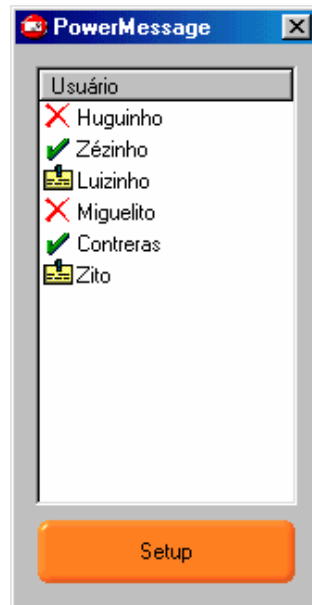 PowerMessage
Usuário
Huguinho
Zézinho
Luizinho
Miguelito
Contreras
Zito
Setup